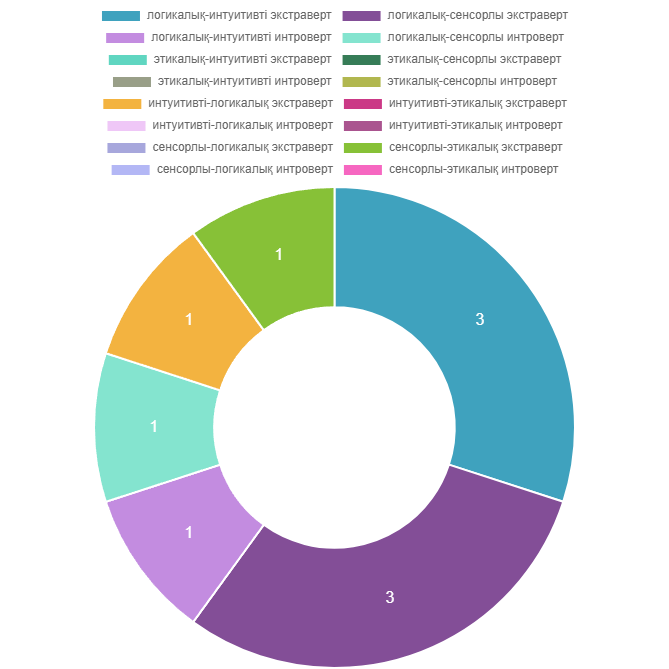 логикалық-интуитивті экстраверт логикалық-сенсорлы экстраверт
логикалық-интуитивті интроверт логикалық-сенсорлы интроверт
этикалық-интуитивті экстраверт этикалық-сенсорлы экстраверт
этикалық-интуитивті интроверт этикалық-сенсорлы интроверт
интуитивті-логикалық экстраверт интуитивті-этикалық экстраверт
интуитивті-логикалық интроверт интуитивті-этикалық интроверт
сенсорлы-логикалық экстраверт сенсорлы-этикалық экстраверт
сенсорлы-логикалық интроверт сенсорлы-этикалық интроверт
1
1
3
1
1
3